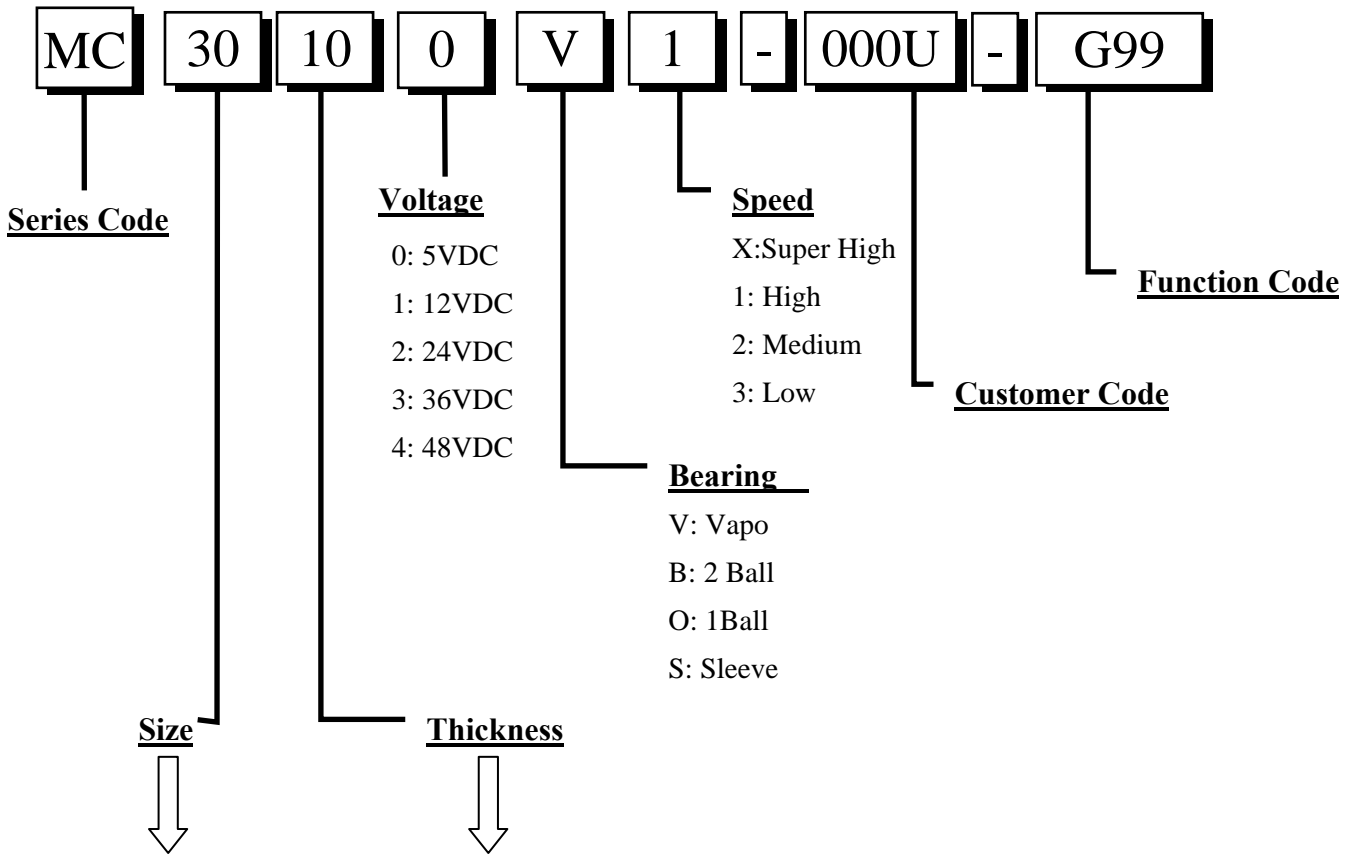 MC 30 10 0 V 1 - 000U - G99
Series Code
Voltage
0: 5VDC
1: 12VDC
2: 24VDC
3: 36VDC
4: 48VDC
Speed
X:Super High
1: High
2: Medium
3: Low
Function Code
Customer Code
Bearing
V: Vapo
B: 2 Ball
O: 1Ball
S: Sleeve
Size
Thickness